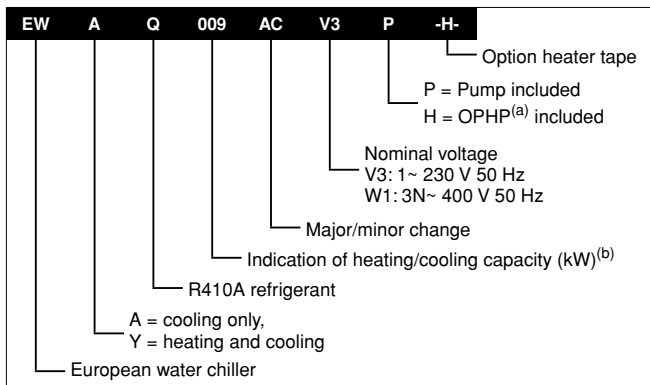 EW A Q 009 AC V3 P -H-
Option heater tape
P = Pump included
H = OPHP(a) included
Nominal voltage
V3: 1~ 230 V 50 Hz
W1: 3N~ 400 V 50 Hz
Major/minor change
Indication of heating/cooling capacity (kW)(b)
R410A refrigerant
A = cooling only,
Y = heating and cooling
European water chiller